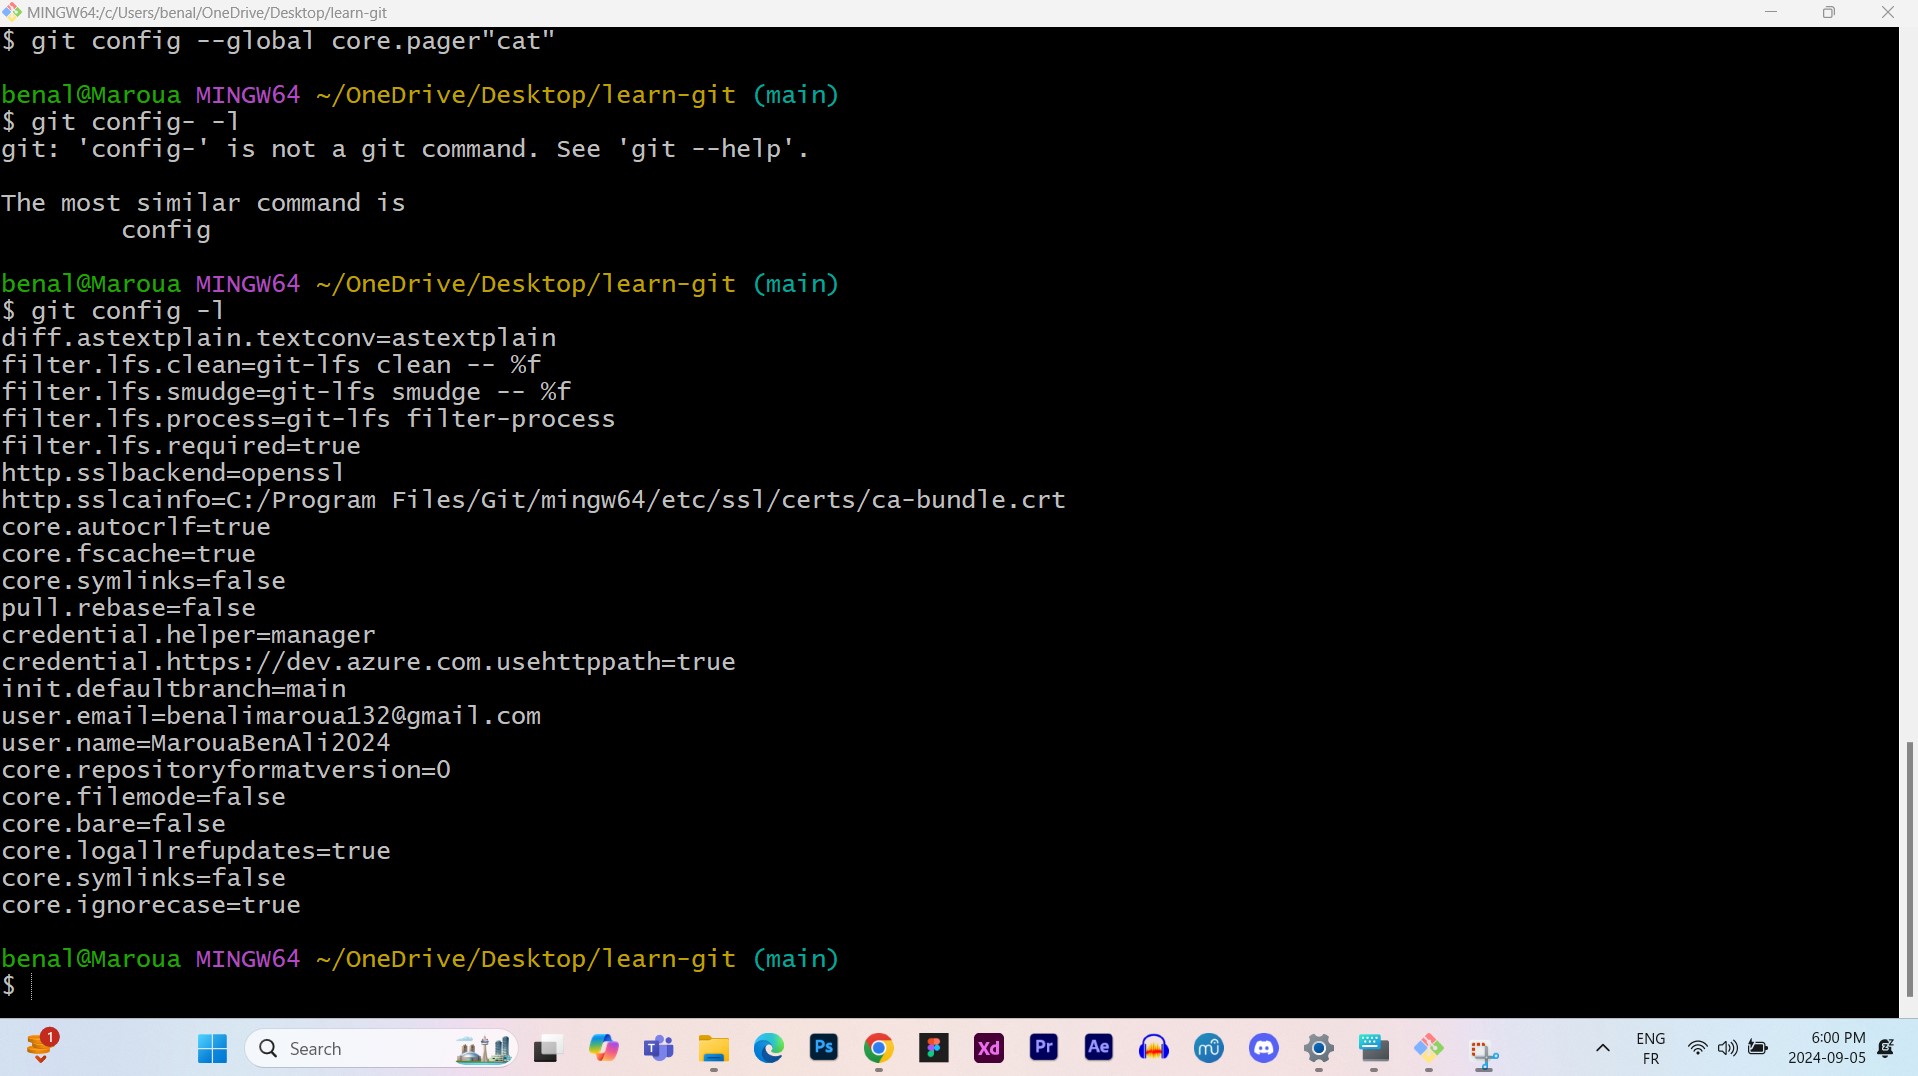 MINGW64:/c/Users/benal/OneDrive/Desktop/learn-git
$ git config --global core.pager"cat"
benal@Maroua MINGW64 ~/OneDrive/Desktop/learn-git (main)
$ git config- -l
git: 'config-' is not a git command. See 'git --help'.
The most similar command is
config
benal@Maroua MINGW64 ~/OneDrive/Desktop/learn-git (main)
$ git config -l
diff.astextplain.textconv=astextplain
filter.lfs.clean=git-lfs clean -- %f
filter.lfs.smudge=git-lfs smudge -- %f
filter.lfs.process=git-lfs filter-process
filter.lfs.required=true
http.sslbackend=openssl
http.sslcainfo=C:/Program Files/Git/mingw64/etc/ssl/certs/ca-bundle.crt
core.autocrlf=true
core.fscache=true
core.symlinks=false
pull.rebase=false
credential.helper=manager
credential.https://dev.azure.com.usehttppath=true
init.defaultbranch=main
user.email=benalimaroua132@gmail.com
user.name=MarouaBenAli2024
core.repositoryformatversion=0
core.filemode=false
core.bare=false
core.logallrefupdates=true
core.symlinks=false
core.ignorecase=true
benal@Maroua MINGW64 ~/OneDrive/Desktop/learn-git (main)
$
1
Search
T
Ps
Xd
Pr
Ae
mü
ENG
FR
6:00 PM
2024-09-05